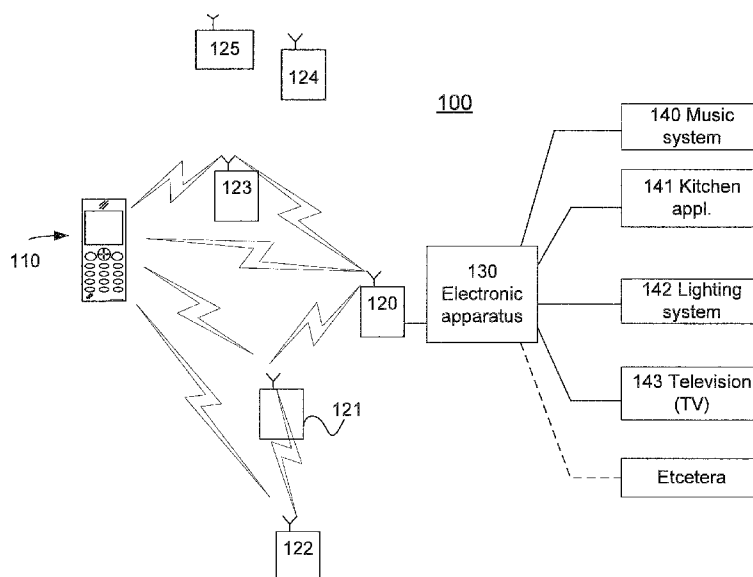 125
124
100
140 Music
system
123
141 Kitchen
appl.
110
130
Electronic
apparatus
120
142 Lighting
system
143 Television
(TV)
121
Etcetera
122